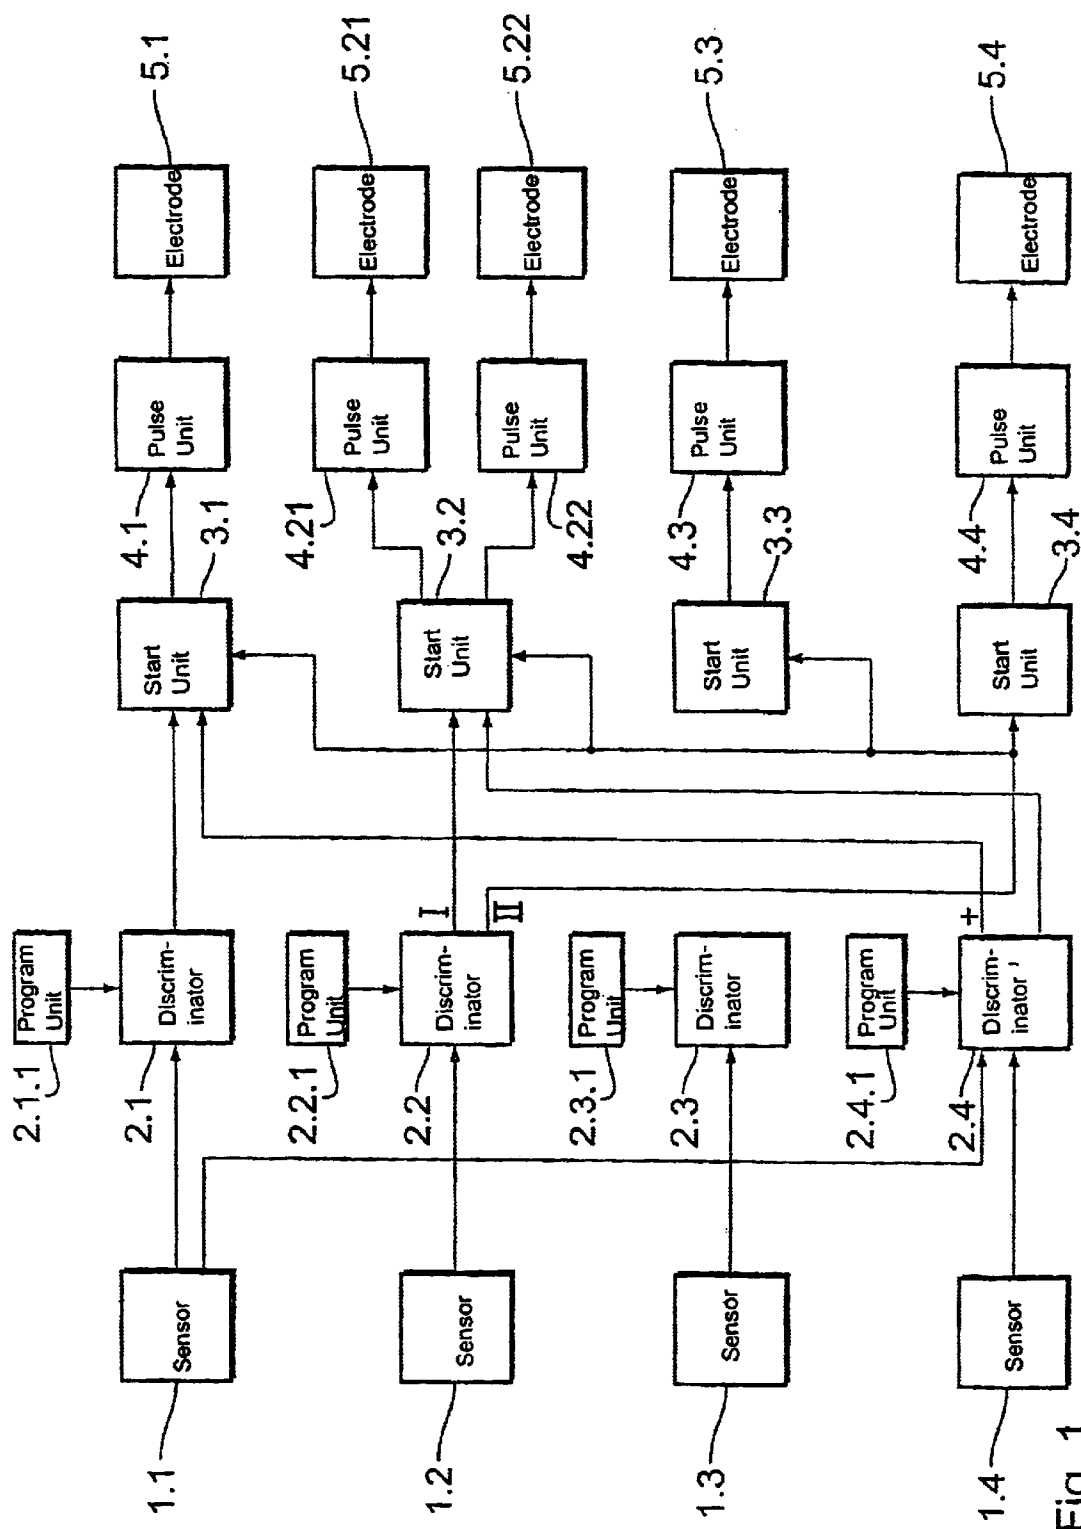 5.1
5.21
5.22
5.3
5.4
Electrode
Electrode
Electrode
Electrode
Electrode
Pulse
Unit
Pulse
Unit
Pulse
Unit
Pulse
Unit
Pulse
Unit
4.1
4.21
4.22
4.3
4.4
3.1
3.2
3.3
3.4
Start
Unit
Start
Unit
Start
Unit
Start
Unit
I
II
+
Program
Unit
Discrim-
inator
Program
Unit
Discrim-
inator
Program
Unit
Discrim-
inator
Program
Unit
Discrim-
inator
2.1.1
2.1
2.2.1
2.2
2.3.1
2.3
2.4.1
2.4
Sensor
Sensor
Sensor
Sensor
1.1
1.2
1.3
1.4
Fig. 1